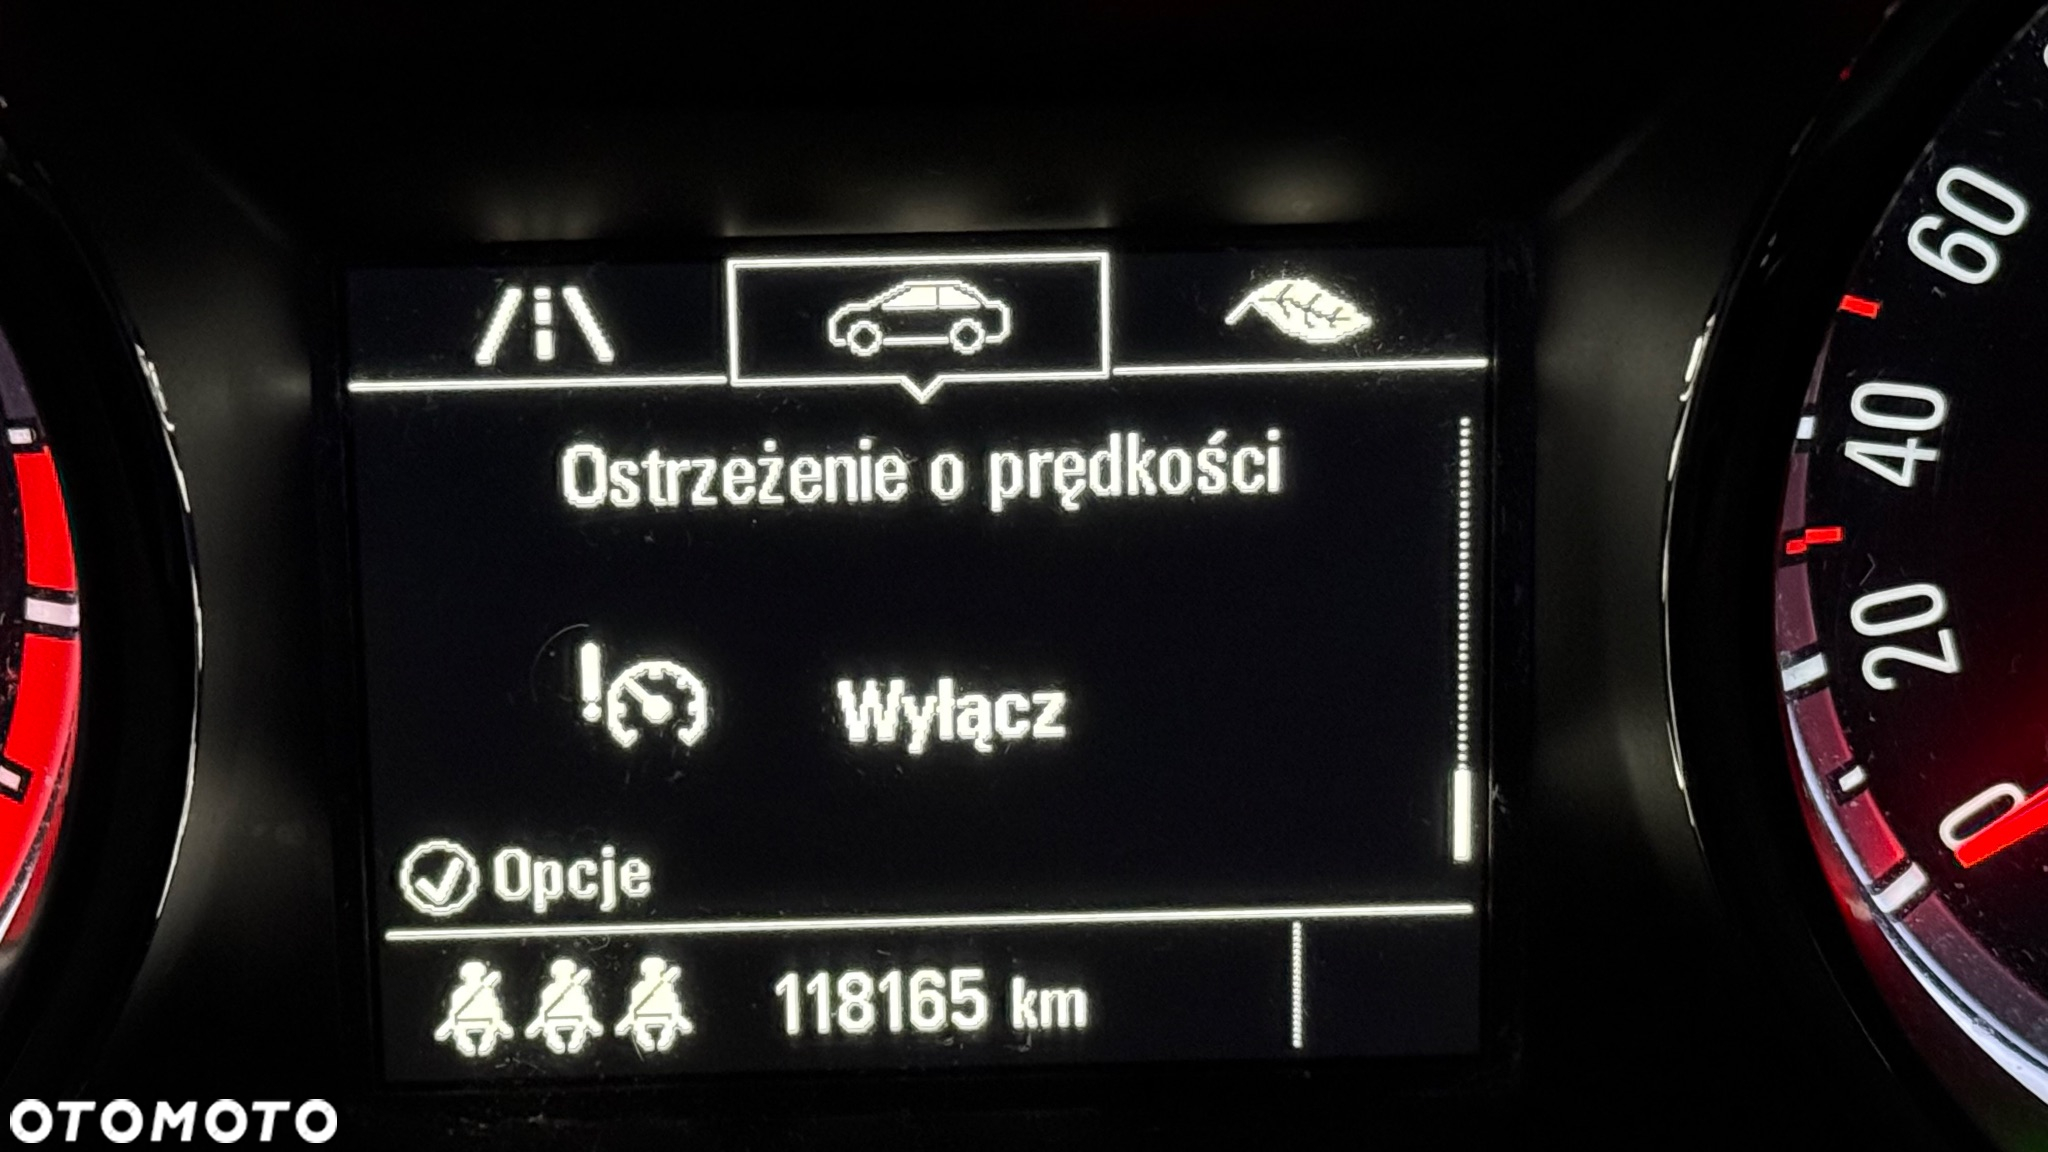 Ostrzeżenie o prędkości
Wyłącz
Opcje
118165 km
60
40
20
0
OTOMOTO